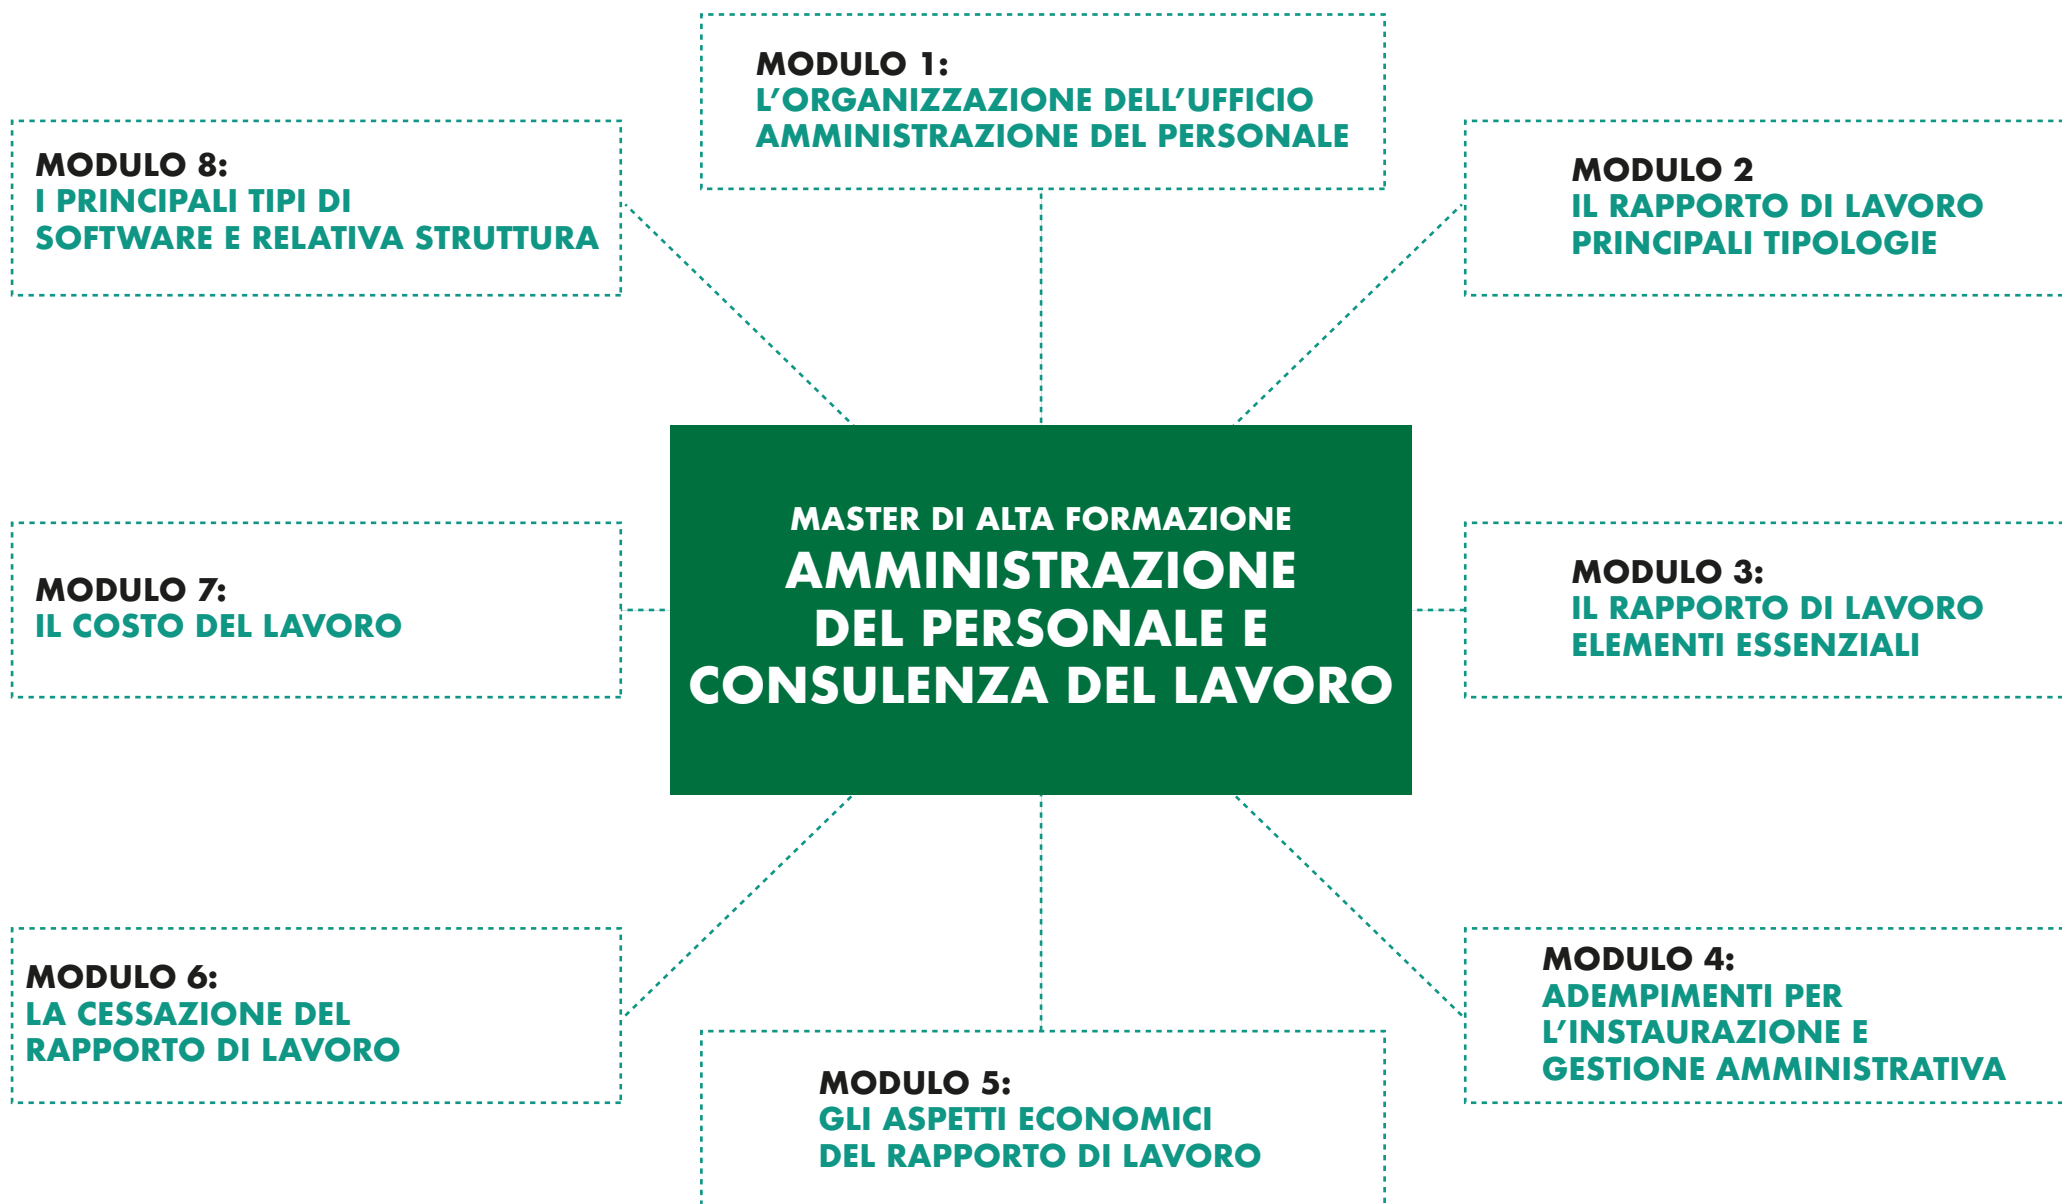 MODULO 1:
L’ORGANIZZAZIONE DELL’UFFICIO
AMMINISTRAZIONE DEL PERSONALE
MODULO 8:
I PRINCIPALI TIPI DI
SOFTWARE E RELATIVA STRUTTURA
MODULO 2
IL RAPPORTO DI LAVORO
PRINCIPALI TIPOLOGIE
MASTER DI ALTA FORMAZIONE
AMMINISTRAZIONE
DEL PERSONALE E
CONSULENZA DEL LAVORO
MODULO 7:
IL COSTO DEL LAVORO
MODULO 3:
IL RAPPORTO DI LAVORO
ELEMENTI ESSENZIALI
MODULO 6:
LA CESSAZIONE DEL
RAPPORTO DI LAVORO
MODULO 4:
ADEMPIMENTI PER
L’INSTAURAZIONE E
GESTIONE AMMINISTRATIVA
MODULO 5:
GLI ASPETTI ECONOMICI
DEL RAPPORTO DI LAVORO